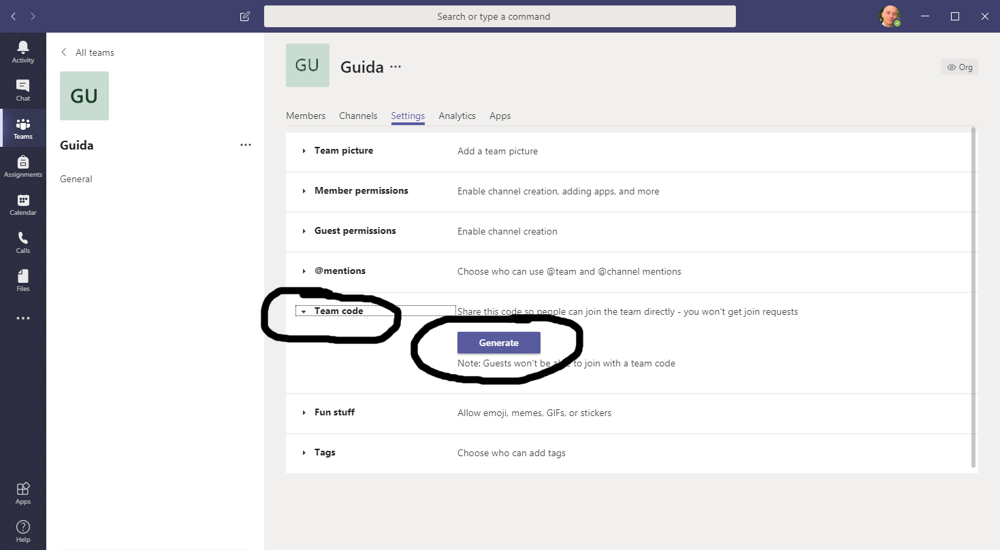 Search or type a command
Activity
Chat
Teams
Assignments
Calendar
Calls
Files
Apps
Help
All teams
GU
Guida
General
GU
Guida
Org
Members Channels Settings Analytics Apps
Team picture Add a team picture
Member permissions Enable channel creation, adding apps, and more
Guest permissions Enable channel creation
@mentions Choose who can use @team and @channel mentions
Team code Share this code so people can join the team directly - you won't get join requests
Generate
Note: Guests won't be able to join with a team code
Fun stuff Allow emoji, memes, GIFs, or stickers
Tags Choose who can add tags